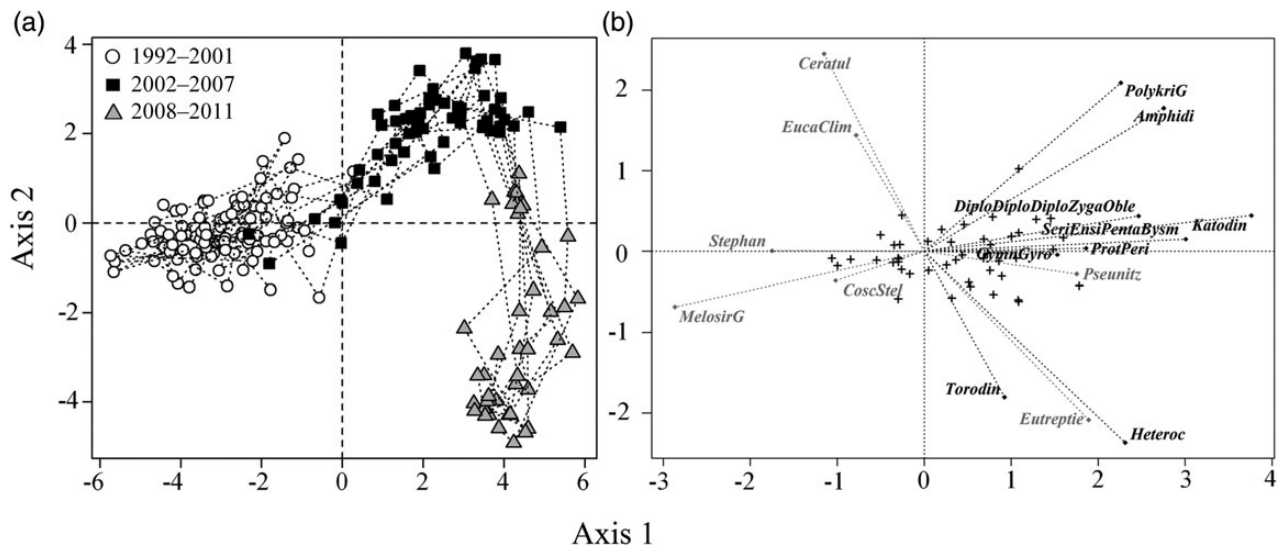 (a)
(b)
1992–2001
2002–2007
2008–2011
Axis 2
4
2
0
-2
-4
-6
-4
-2
0
2
4
6
2
1
0
-1
-2
-3
-2
-1
0
1
2
3
4
Ceratul
EucaClim
PolykriG
Amphidi
DiploDiploDiploZygaOble
SeriEnsiPentaBysm
Katodin
Stephan
GymnGyro
ProtPeri
Pseunitz
CoscStel
MelosirG
Torodin
Eutreptie
Heteroc
Axis 1